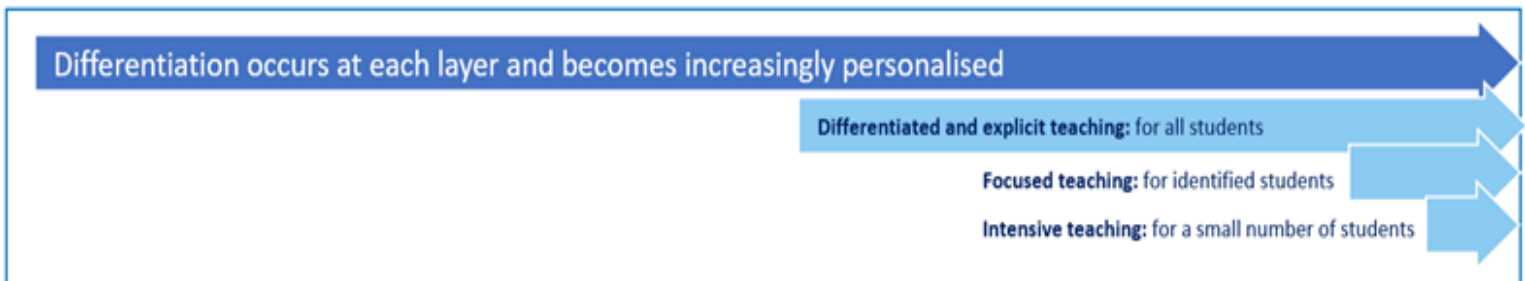 Differentiation occurs at each layer and becomes increasingly personalised
Differentiated and explicit teaching: for all students
Focused teaching: for identified students
Intensive teaching: for a small number of students